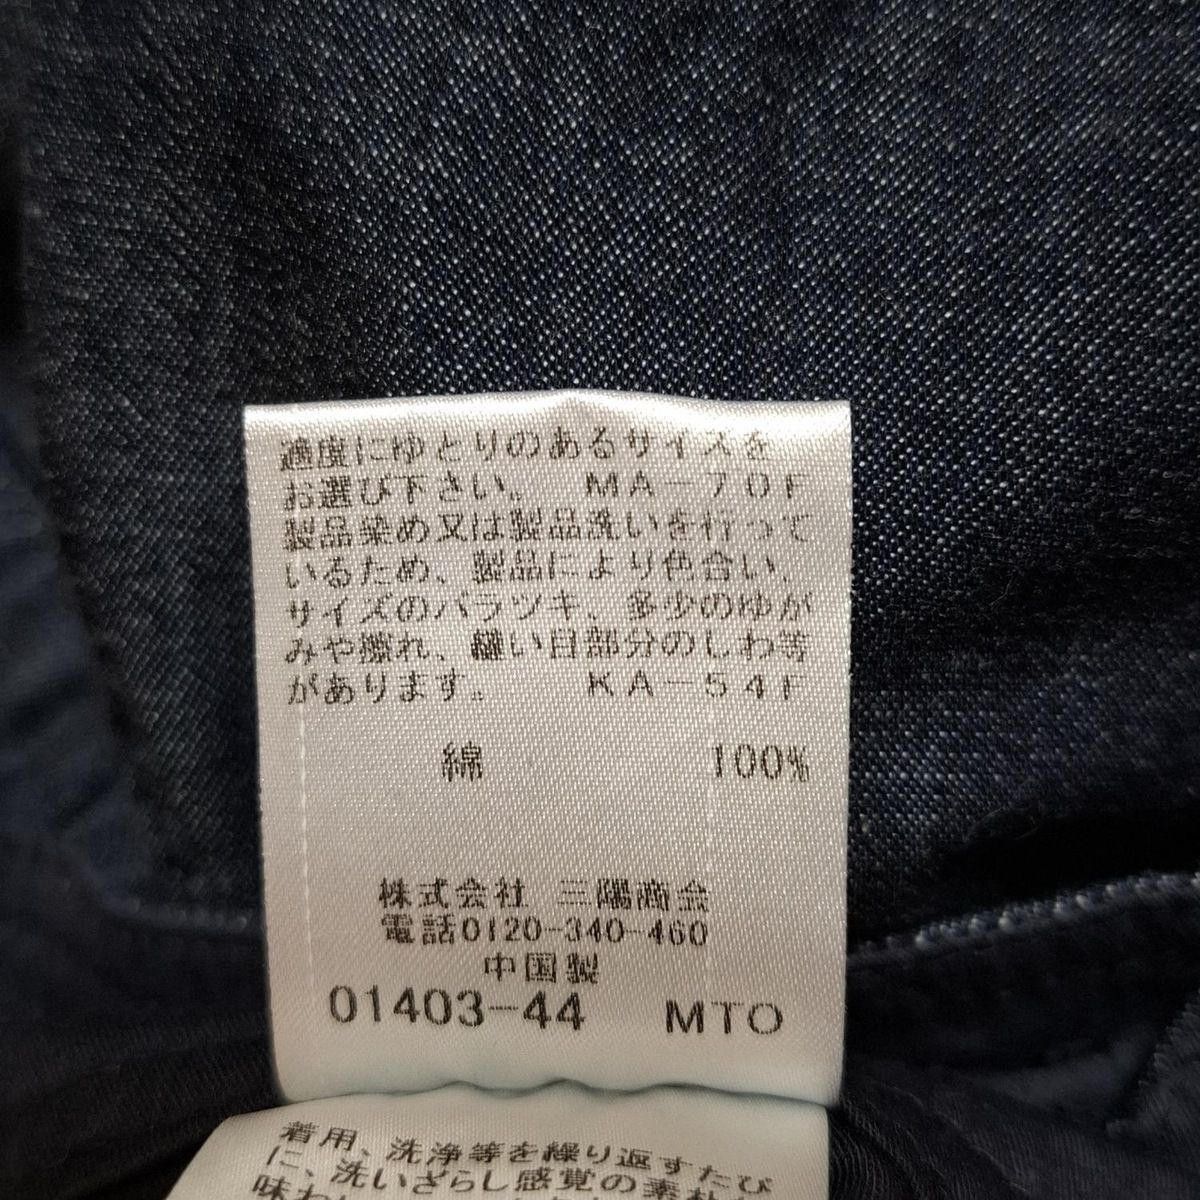 適度にゆとりのあるサイズを
お選び下さい。 MA-70F
製品染め又は製品洗いを行って
いるため、製品により色合い、
サイズのバラツキ、多少のゆが
みや擦れ、縫い目部分のしわ等
があります。 KA-54F
綿 100%
株式会社 三陽商会
電話0120-340-460
中国製
01403-44 MTO
着用、洗浄等を繰り返すたび
に、洗いざらし感覚の素朴
味わ